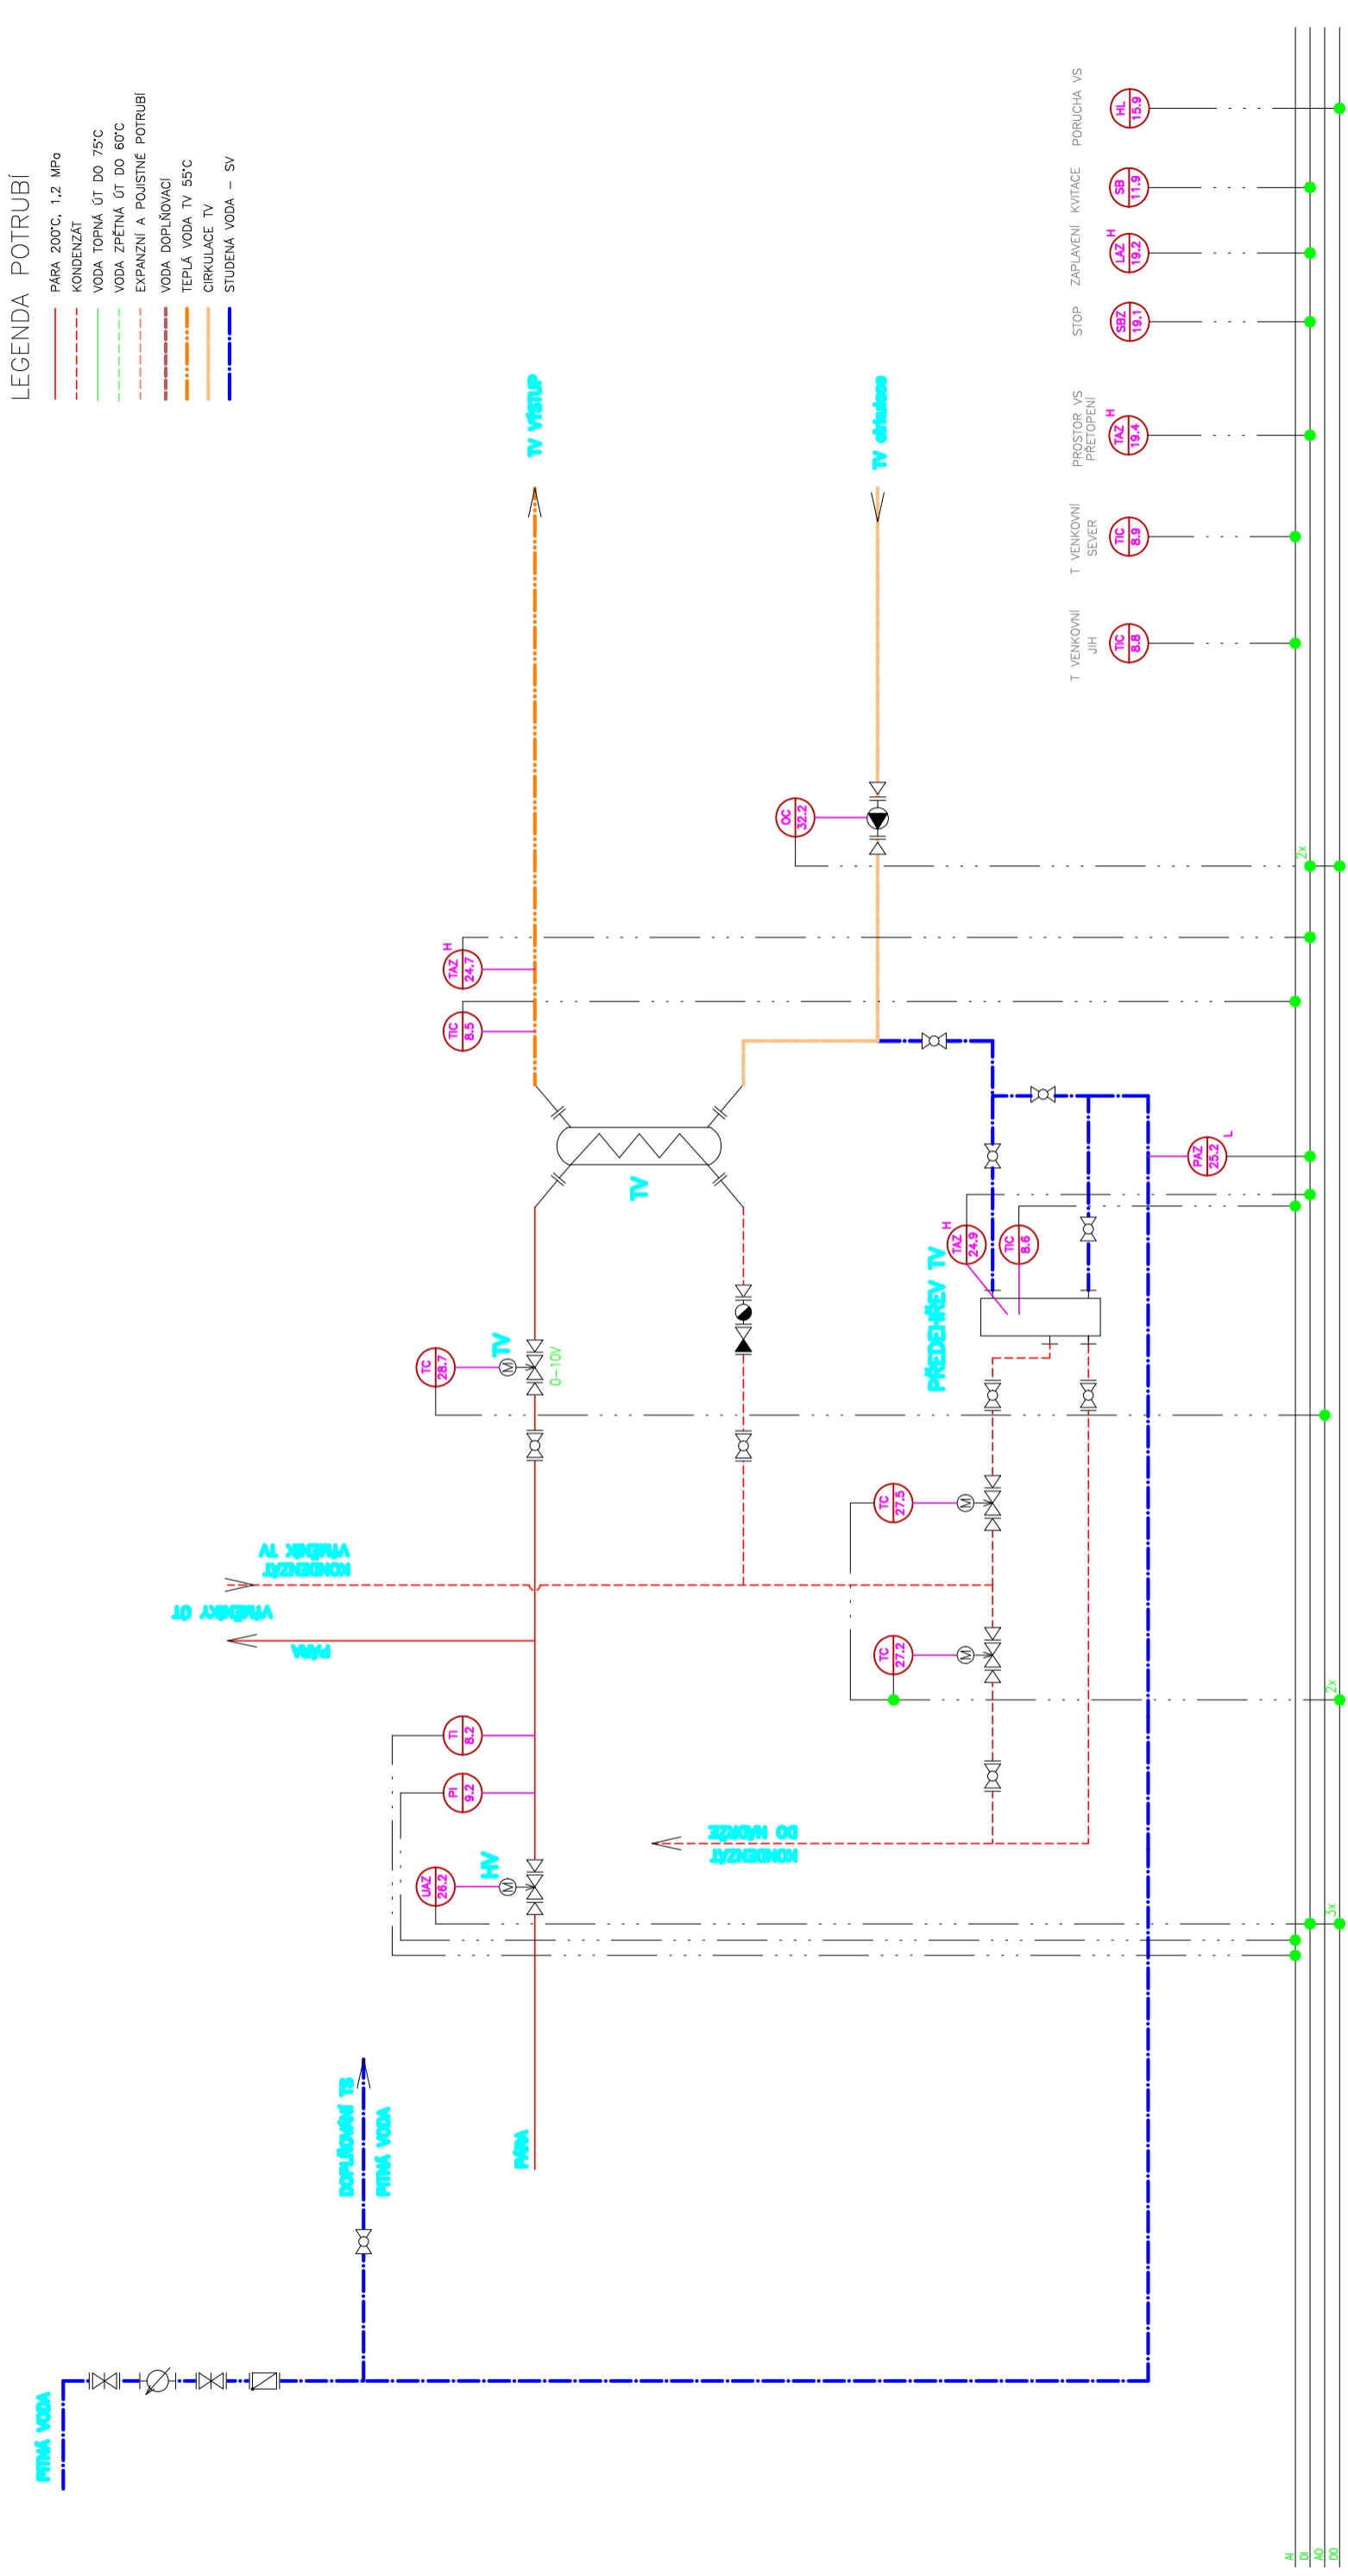 LEGENDA POTRUBÍ
PÁRA 200°C, 1,2 MPa
KONDENZÁT
VODA TOPNÁ ÚT DO 75°C
VODA ZPĚTNÁ ÚT DO 60°C
EXPANZNÍ A POJISTNÉ POTRUBÍ
VODA DOPLŇOVACÍ
TEPLÁ VODA TV 55°C
CIRKULACE TV
STUDENÁ VODA – SV
PITNÁ VODA
DOPLŇOVÁNÍ TS
PITNÁ VODA
PÁRA
VÝMĚNÍKY ÚT
PÁRA
KONDENZÁT
VÝMĚNÍK TV
TI
8.2
PI
9.2
UAZ
26.2
HV
M
TC
28.7
TV
M
0-10V
TIC
8.5
TAZ
24.7
H
TV VÝSTUP
TV
KONDENZÁT
DO NÁDRŽE
OC
32.2
TV cirkulace
TC
27.2
M
TC
27.5
M
PŘEDEHŘEV TV
TAZ
24.9
H
TIC
8.6
PAZ
25.2
L
T VENKOVNÍ
JIH
TIC
8.8
T VENKOVNÍ
SEVER
TIC
8.9
PROSTOR VS
PŘETOPENÍ
TAZ
19.4
H
STOP
SBZ
19.1
ZAPLAVENÍ
LAZ
19.2
H
KVITACE
SB
11.9
PORUCHA VS
HL
15.9
3x
2x
2x
AI
DI
AO
DO